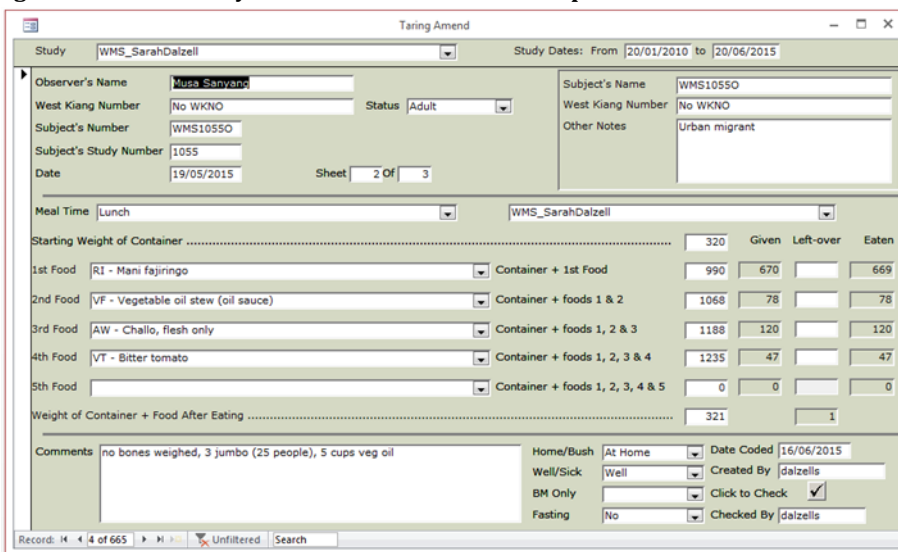 Taring Amend
Study WMS_SarahDalzell Study Dates: From 20/01/2010 to 20/06/2015
Observer's Name Musa Sanyang
West Kiang Number No WKNO Status Adult
Subject's Number WMS1055O
Subject's Study Number 1055
Date 19/05/2015 Sheet 2 Of 3
Subject's Name WMS1055O
West Kiang Number No WKNO
Other Notes Urban migrant
Meal Time Lunch WMS_SarahDalzell
Starting Weight of Container 320 Given Left-over Eaten
1st Food RI - Mani fajiringo Container + 1st Food 990 670 669
2nd Food VF - Vegetable oil stew (oil sauce) Container + foods 1 & 2 1068 78 78
3rd Food AW - Challo, flesh only Container + foods 1, 2 & 3 1188 120 120
4th Food VT - Bitter tomato Container + foods 1, 2, 3 & 4 1235 47 47
5th Food Container + foods 1, 2, 3, 4 & 5 0 0 0
Weight of Container + Food After Eating 321 1
Comments no bones weighed, 3 jumbo (25 people), 5 cups veg oil
Home/Bush At Home Date Coded 16/06/2015
Well/Sick Well Created By dalzells
BM Only Click to Check
Fasting No Checked By dalzells
Record: 4 of 665 Unfiltered Search